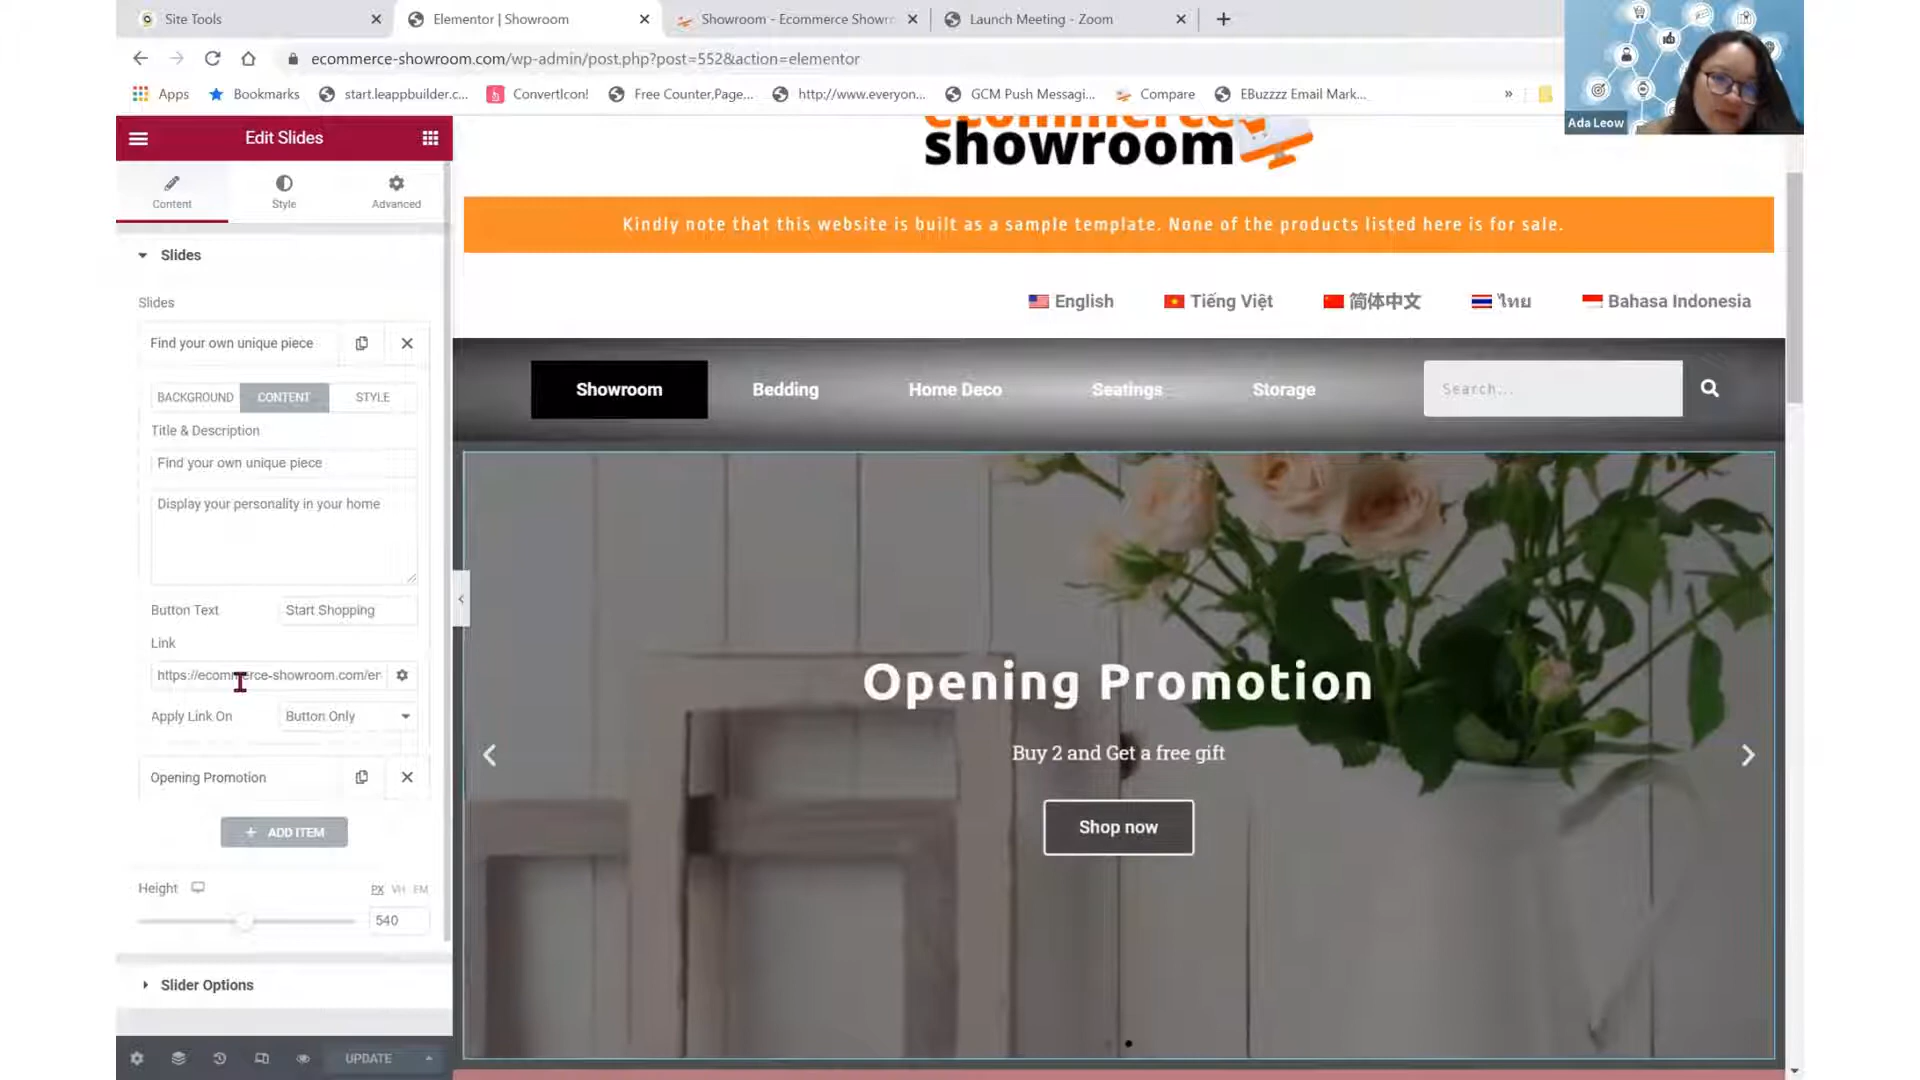 Site Tools
Elementor | Showroom
Showroom - Ecommerce Showr
Launch Meeting - Zoom
ecommerce-showroom.com/wp-admin/post.php?post=552&action=elementor
Apps
Bookmarks
start.leappbuilder.c...
ConvertIcon!
Free Counter,Page...
http://www.everyon...
GCM Push Messagi...
Compare
EBuzzzz Email Mark...
»
Ada Leow
Edit Slides
Content
Style
Advanced
Slides
Slides
Find your own unique piece
BACKGROUND
CONTENT
STYLE
Title & Description
Find your own unique piece
Display your personality in your home
Button Text
Start Shopping
Link
https://ecommerce-showroom.com/er
Apply Link On
Button Only
Opening Promotion
+ ADD ITEM
Height
PX VH EM
540
Slider Options
UPDATE
ecommerce
showroom
Kindly note that this website is built as a sample template. None of the products listed here is for sale.
English
Tiếng Việt
简体中文
ไทย
Bahasa Indonesia
Showroom
Bedding
Home Deco
Seatings
Storage
Search...
Opening Promotion
Buy 2 and Get a free gift
Shop now